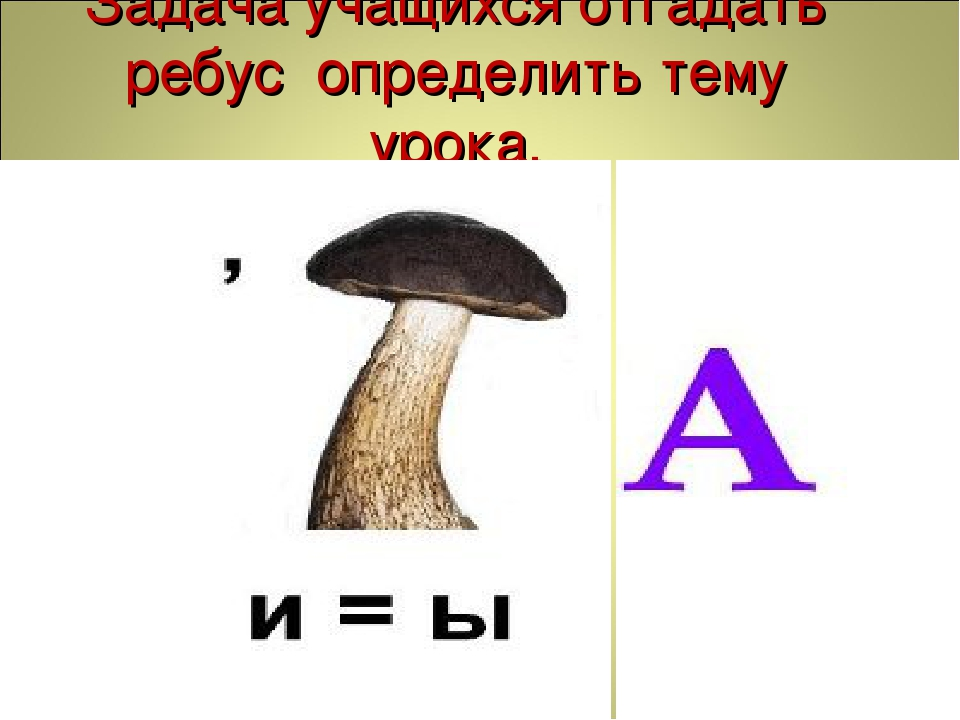 Задача учащихся отгадать
ребус определить тему
урока.
,
А
и = ы